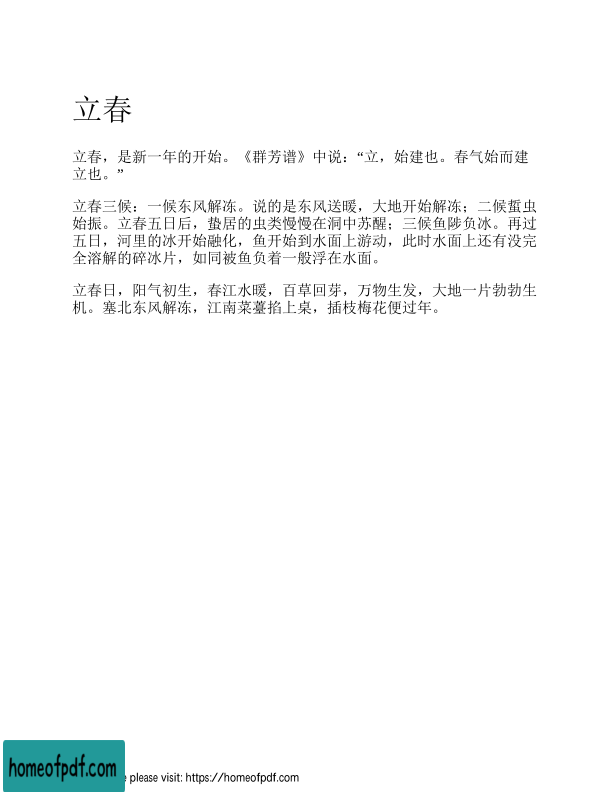 立春
立春，是新一年的开始。《群芳谱》中说：“立，始建也。春气始而建
立也。”
立春三候：一候东风解冻。说的是东风送暖，大地开始解冻；二候蜇虫
始振。立春五日后，蛰居的虫类慢慢在洞中苏醒；三候鱼陟负冰。再过
五日，河里的冰开始融化，鱼开始到水面上游动，此时水面上还有没完
全溶解的碎冰片，如同被鱼负着一般浮在水面。
立春日，阳气初生，春江水暖，百草回芽，万物生发，大地一片勃勃生
机。塞北东风解冻，江南菜薹掐上桌，插枝梅花便过年。
homeofpdf.com
e please visit: https://homeofpdf.com